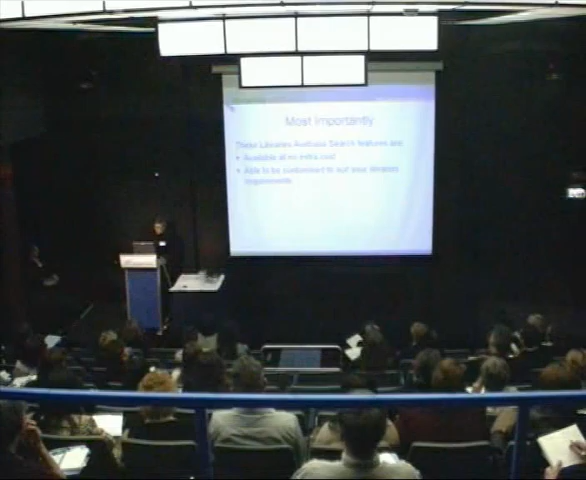 Most Importantly
These Libraries Australia Search features are
• Available at no extra cost
• Able to be customised to suit your libraries
requirements